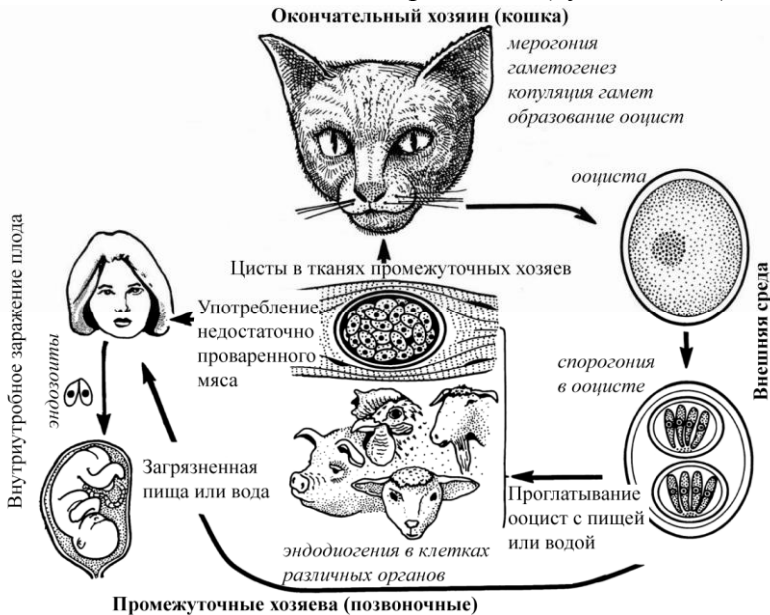 Окончательный хозяин (кошка)
мерогония
гаметогенез
копуляция гамет
образование ооцист
ооциста
Цисты в тканях промежуточных хозяев
Употребление
недостаточно
проваренного
мяса
Внутриутробное заражение плода
эндозоиты
Внешняя среда
спорогония
в ооцисте
Загрязненная
пища или вода
Проглатывание
ооцист с пищей
или водой
эндодиогения в клетках
различных органов
Промежуточные хозяева (позвоночные)